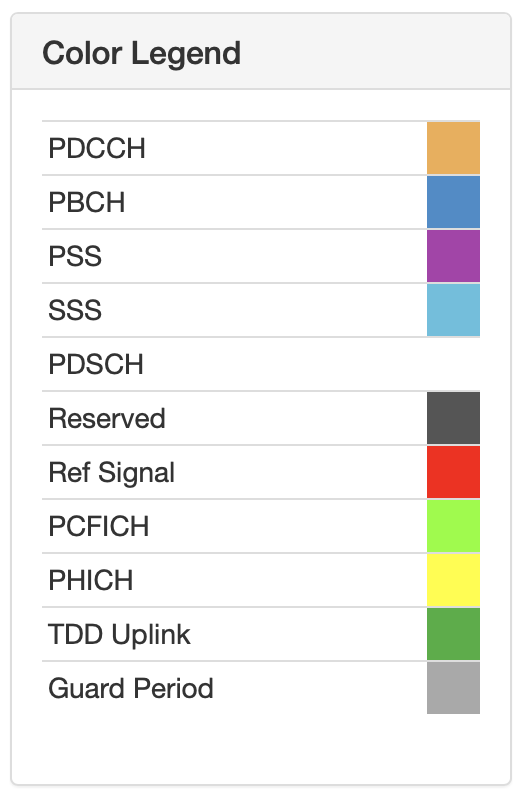 Color Legend
PDCCH
PBCH
PSS
SSS
PDSCH
Reserved
Ref Signal
PCFICH
PHICH
TDD Uplink
Guard Period